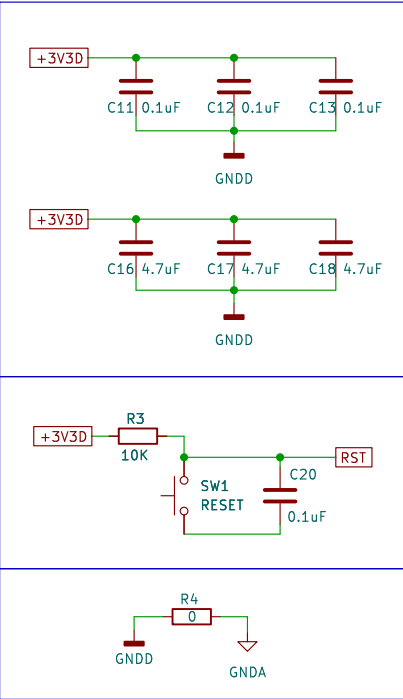 +3V3D
C11 0.1uF C12 0.1uF C13 0.1uF
GNDD
+3V3D
C16 4.7uF C17 4.7uF C18 4.7uF
GNDD
R3
+3V3D
10K
RST
C20
SW1
RESET
0.1uF
R4
0
GNDD
GNDA